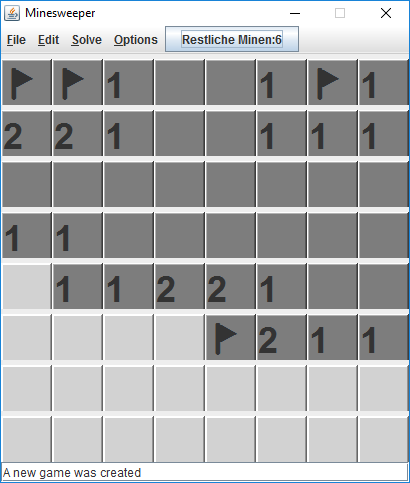 Minesweeper
File Edit Solve Options Restliche Minen:6
1 1 1
2 2 1 1 1 1
1 1
1 1 2 2 1
2 1 1
A new game was created